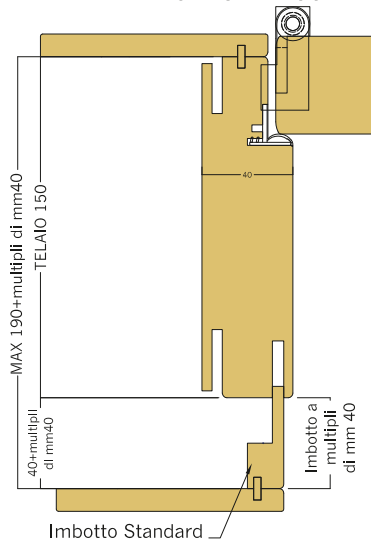 MAX 190+multipli di mm40
TELAIO 150
40
40+multipli
di mm40
Imbotto a
multipli
di mm 40
Imbotto Standard